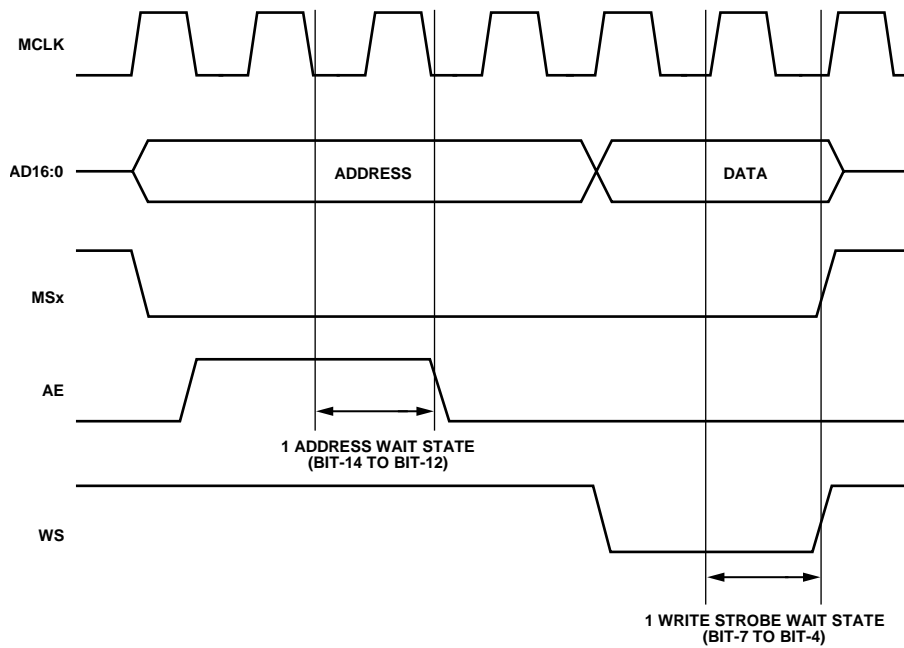 MCLK
AD16:0
ADDRESS
DATA
MSx
AE
1 ADDRESS WAIT STATE
(BIT-14 TO BIT-12)
WS
1 WRITE STROBE WAIT STATE
(BIT-7 TO BIT-4)